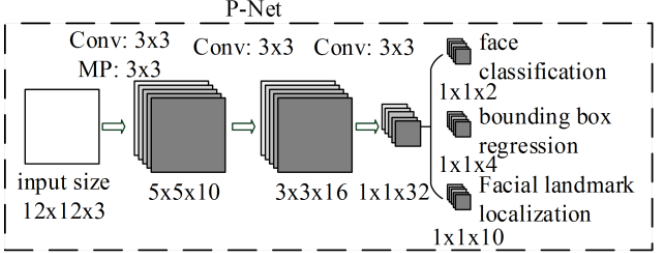 P-Net
Conv: 3x3
MP: 3x3
Conv: 3x3
Conv: 3x3
input size
12x12x3
5x5x10
3x3x16
1x1x32
face
classification
1x1x2
bounding box
regression
1x1x4
Facial landmark
localization
1x1x10